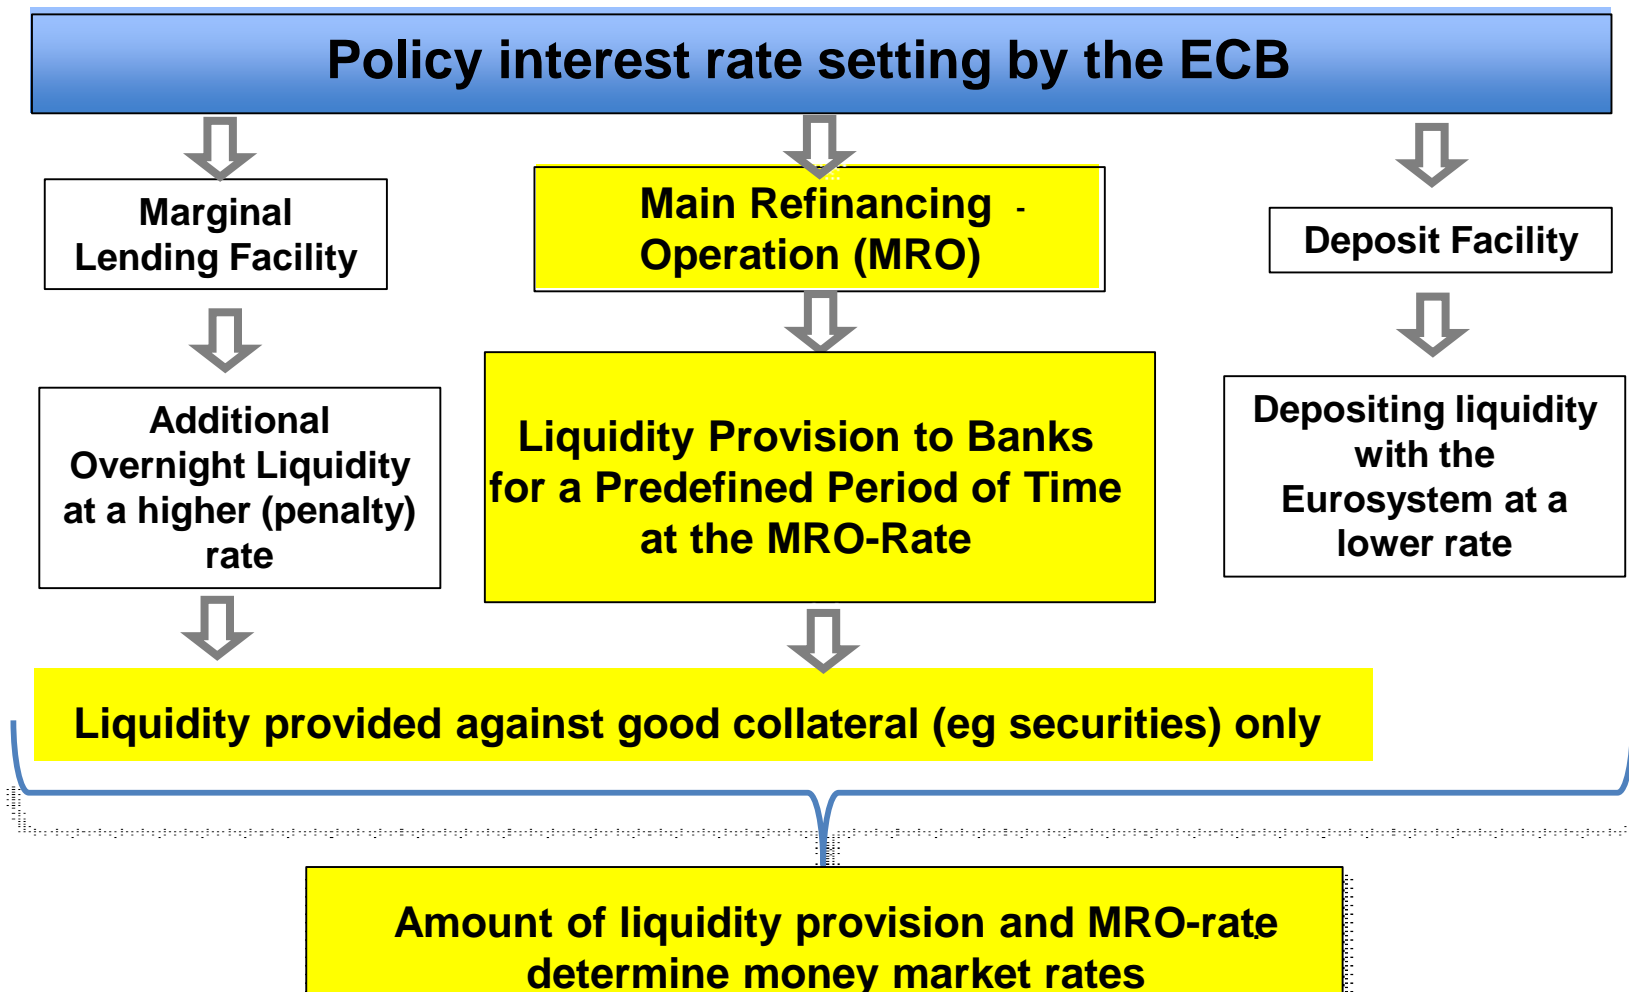 Policy interest rate setting by the ECB
Marginal
Lending Facility
Main Refinancing -
Operation (MRO)
Deposit Facility
Additional
Overnight Liquidity
at a higher (penalty)
rate
Liquidity Provision to Banks
for a Predefined Period of Time
at the MRO-Rate
Depositing liquidity
with the
Eurosystem at a
lower rate
Liquidity provided against good collateral (eg securities) only
Amount of liquidity provision and MRO-rate
determine money market rates